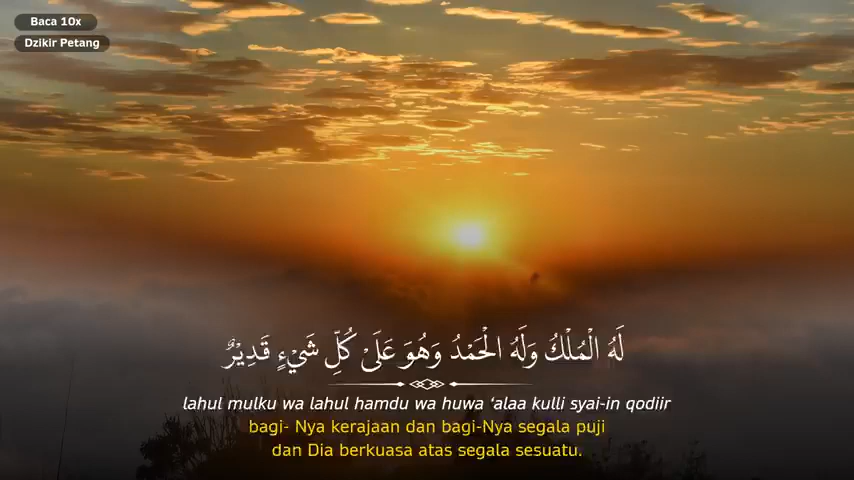 Baca 10x
Dzikir Petang
لَهُ الْمُلْكُ وَلَهُ الْحَمْدُ وَهُوَ عَلَىٰ كُلِّ شَيْءٍ قَدِيْرٌ
lahul mulku wa lahul hamdu wa huwa ‘alaa kulli syai-in qodiir
bagi- Nya kerajaan dan bagi-Nya segala puji
dan Dia berkuasa atas segala sesuatu.